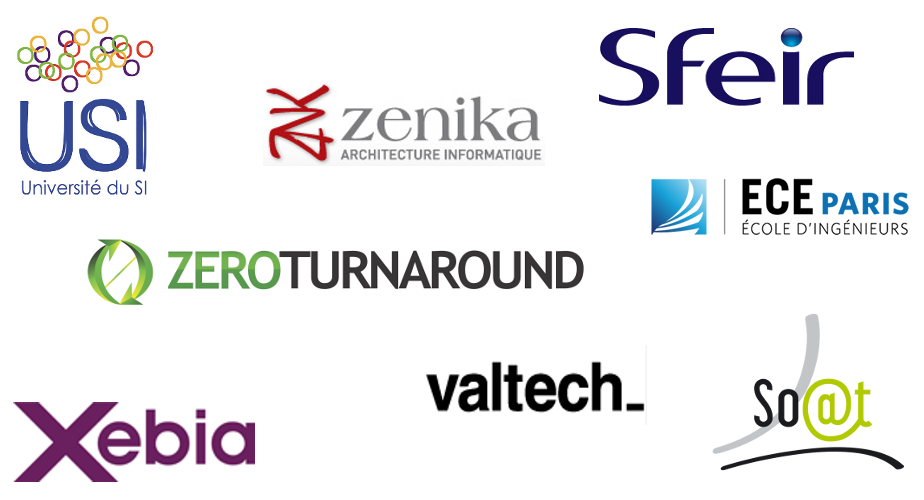 USI
Université du SI
zenika
ARCHITECTURE INFORMATIQUE
Sfeir
ECE PARIS
ÉCOLE D'INGÉNIEURS
ZEROTURNAROUND
valtech_
So@t
Xebia